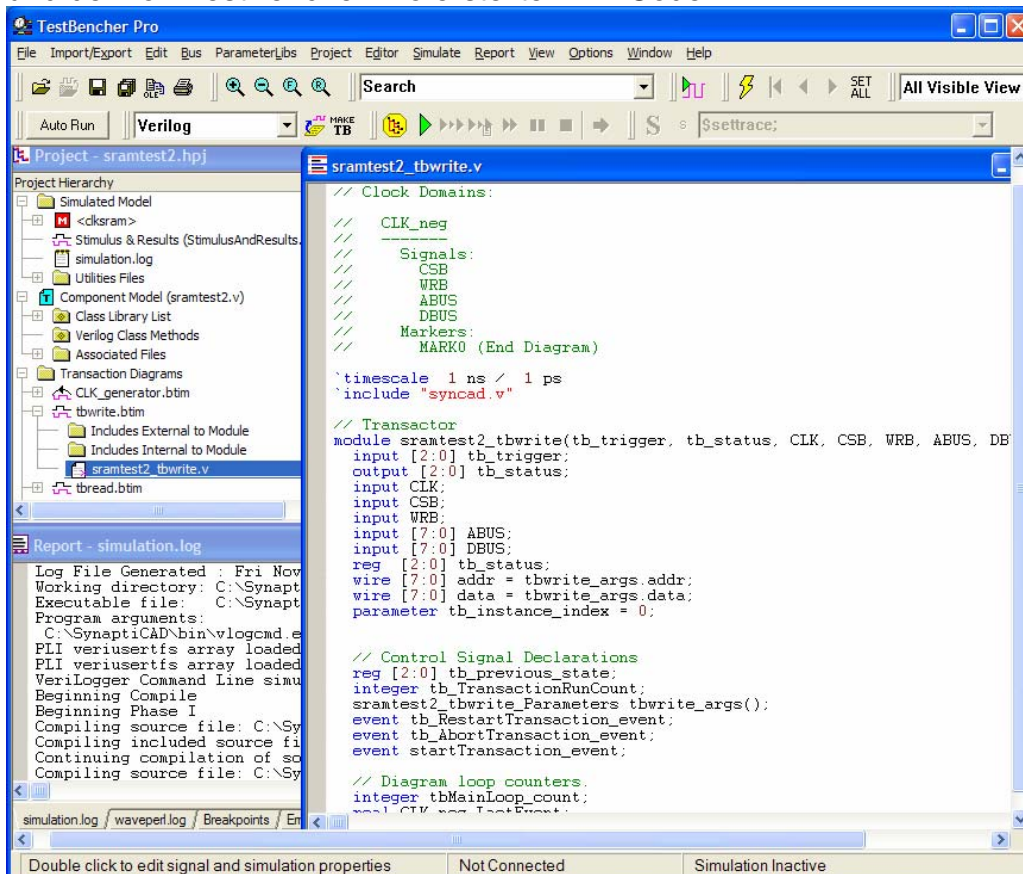 TestBencher Pro
File Import/Export Edit Bus ParameterLibs Project Editor Simulate Report View Options Window Help
Search
SET ALL
All Visible View
Auto Run
Verilog
MAKE TB
S
s
$settrace;
Project - sramtest2.hpj
Project Hierarchy
Simulated Model
M <clksram>
Stimulus & Results (StimulusAndResults.
simulation.log
Utilities Files
T Component Model (sramtest2.v)
Class Library List
Verilog Class Methods
Associated Files
Transaction Diagrams
CLK_generator.btim
tbwrite.btim
Includes External to Module
Includes Internal to Module
sramtest2_tbwrite.v
tbread.btim
Report - simulation.log
Log File Generated : Fri Nov
Working directory: C:\Synapt
Executable file: C:\Synapt
Program arguments:
C:\SynaptiCAD\bin\vlogcmd.e
PLI veriusertfs array loaded
PLI veriusertfs array loaded
VeriLogger Command Line simu
Beginning Compile
Beginning Phase I
Compiling source file: C:\Sy
Compiling included source fi
Continuing compilation of so
Compiling source file: C:\Sy
simulation.log / waveperl.log / Breakpoints / Err
sramtest2_tbwrite.v
// Clock Domains:
// CLK_neg
// -------
// Signals:
// CSB
// WRB
// ABUS
// DBUS
// Markers:
// MARK0 (End Diagram)
`timescale 1 ns / 1 ps
`include "syncad.v"
// Transactor
module sramtest2_tbwrite(tb_trigger, tb_status, CLK, CSB, WRB, ABUS, DB
input [2:0] tb_trigger;
output [2:0] tb_status;
input CLK;
input CSB;
input WRB;
input [7:0] ABUS;
input [7:0] DBUS;
reg [2:0] tb_status;
wire [7:0] addr = tbwrite_args.addr;
wire [7:0] data = tbwrite_args.data;
parameter tb_instance_index = 0;
// Control Signal Declarations
reg [2:0] tb_previous_state;
integer tb_TransactionRunCount;
sramtest2_tbwrite_Parameters tbwrite_args();
event tb_RestartTransaction_event;
event tb_AbortTransaction_event;
event startTransaction_event;
// Diagram loop counters.
integer tbMainLoop_count;
real CLK_neg_LastEvent;
Double click to edit signal and simulation properties
Not Connected
Simulation Inactive